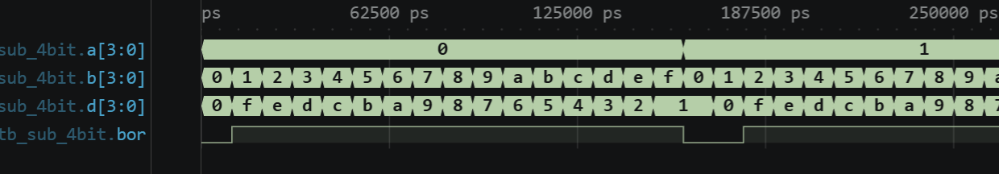 ps 62500 ps 125000 ps 187500 ps 250000 ps
sub_4bit.a[3:0] 0 1
sub_4bit.b[3:0] 0 1 2 3 4 5 6 7 8 9 a b c d e f 0 1 2 3 4 5 6 7 8 9 a
sub_4bit.d[3:0] 0 f e d c b a 9 8 7 6 5 4 3 2 1 0 f e d c b a 9 8 7
tb_sub_4bit.bor